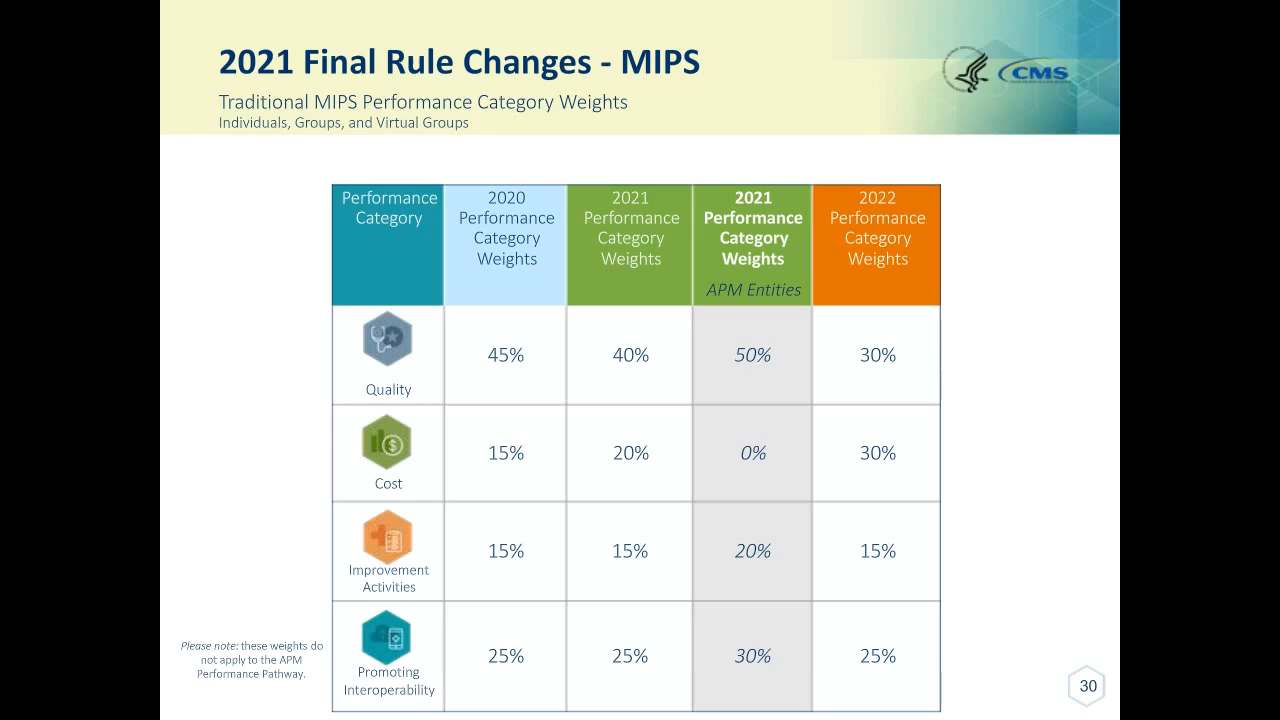 2021 Final Rule Changes - MIPS
Traditional MIPS Performance Category Weights
Individuals, Groups, and Virtual Groups
CMS
Performance Category
2020 Performance Category Weights
2021 Performance Category Weights
2021 Performance Category Weights
APM Entities
2022 Performance Category Weights
Quality
45%
40%
50%
30%
Cost
15%
20%
0%
30%
Improvement Activities
15%
15%
20%
15%
Promoting Interoperability
25%
25%
30%
25%
Please note: these weights do
not apply to the APM
Performance Pathway.
30